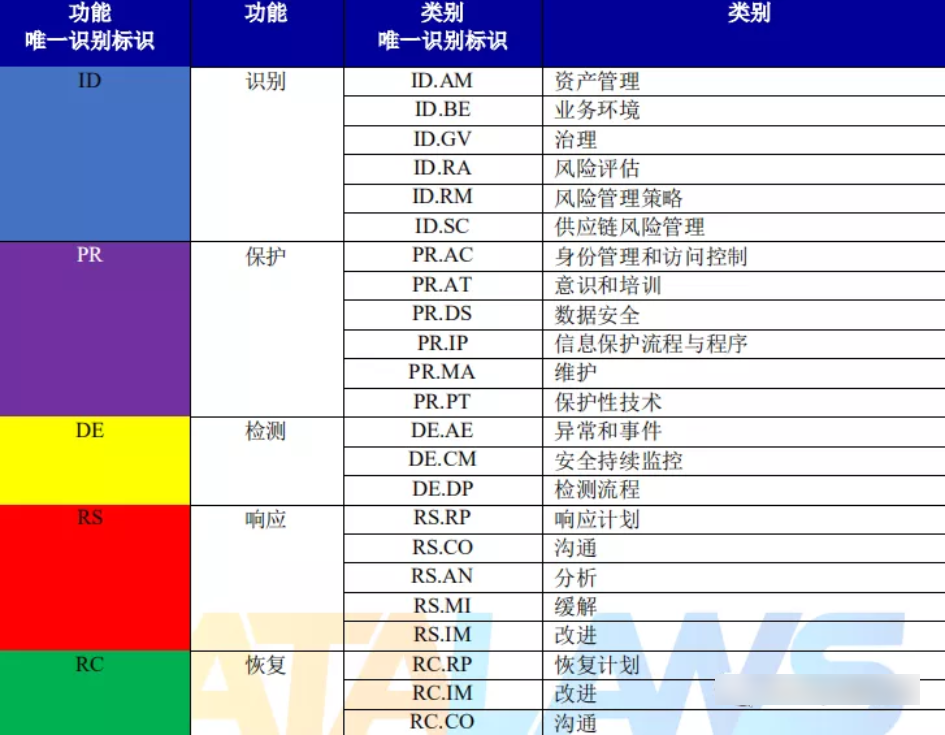 功能 功能 类别 类别
唯一识别标识 唯一识别标识
ID 识别 ID.AM 资产管理
ID.BE 业务环境
ID.GV 治理
ID.RA 风险评估
ID.RM 风险管理策略
ID.SC 供应链风险管理
PR 保护 PR.AC 身份管理和访问控制
PR.AT 意识和培训
PR.DS 数据安全
PR.IP 信息保护流程与程序
PR.MA 维护
PR.PT 保护性技术
DE 检测 DE.AE 异常和事件
DE.CM 安全持续监控
DE.DP 检测流程
RS 响应 RS.RP 响应计划
RS.CO 沟通
RS.AN 分析
RS.MI 缓解
RS.IM 改进
RC 恢复 RC.RP 恢复计划
RC.IM 改进
RC.CO 沟通
ATALAWS